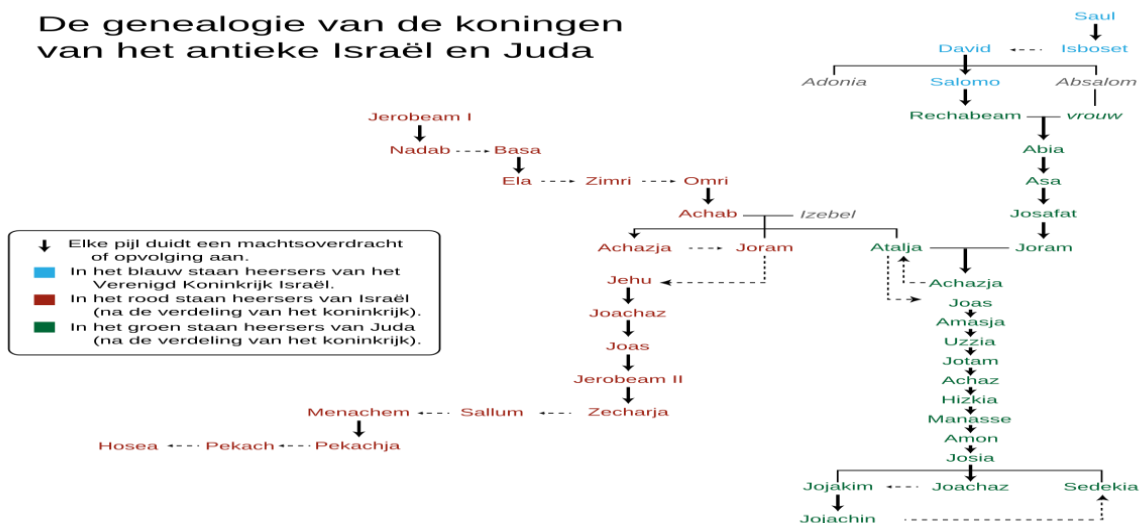 De genealogie van de koningen
van het antieke Israël en Juda
Saul
David
Isboset
Adonia
Salomo
Absalom
Jerobeam I
Rechabeam
vrouw
Nadab
Basa
Abia
Ela
Zimri
Omri
Asa
Achab
Izebel
Josafat
Achazja
Joram
Atalja
Joram
Elke pijl duidt een machtsoverdracht
of opvolging aan.
In het blauw staan heersers van het
Verenigd Koninkrijk Israël.
In het rood staan heersers van Israël
(na de verdeling van het koninkrijk).
In het groen staan heersers van Juda
(na de verdeling van het koninkrijk).
Jehu
Achazja
Joachaz
Joas
Amasja
Joas
Uzzia
Jotam
Jerobeam II
Achaz
Hizkia
Menachem
Sallum
Zecharja
Manasse
Hosea
Pekach
Pekachja
Amon
Josia
Jojakim
Joachaz
Sedekia
Jojachin